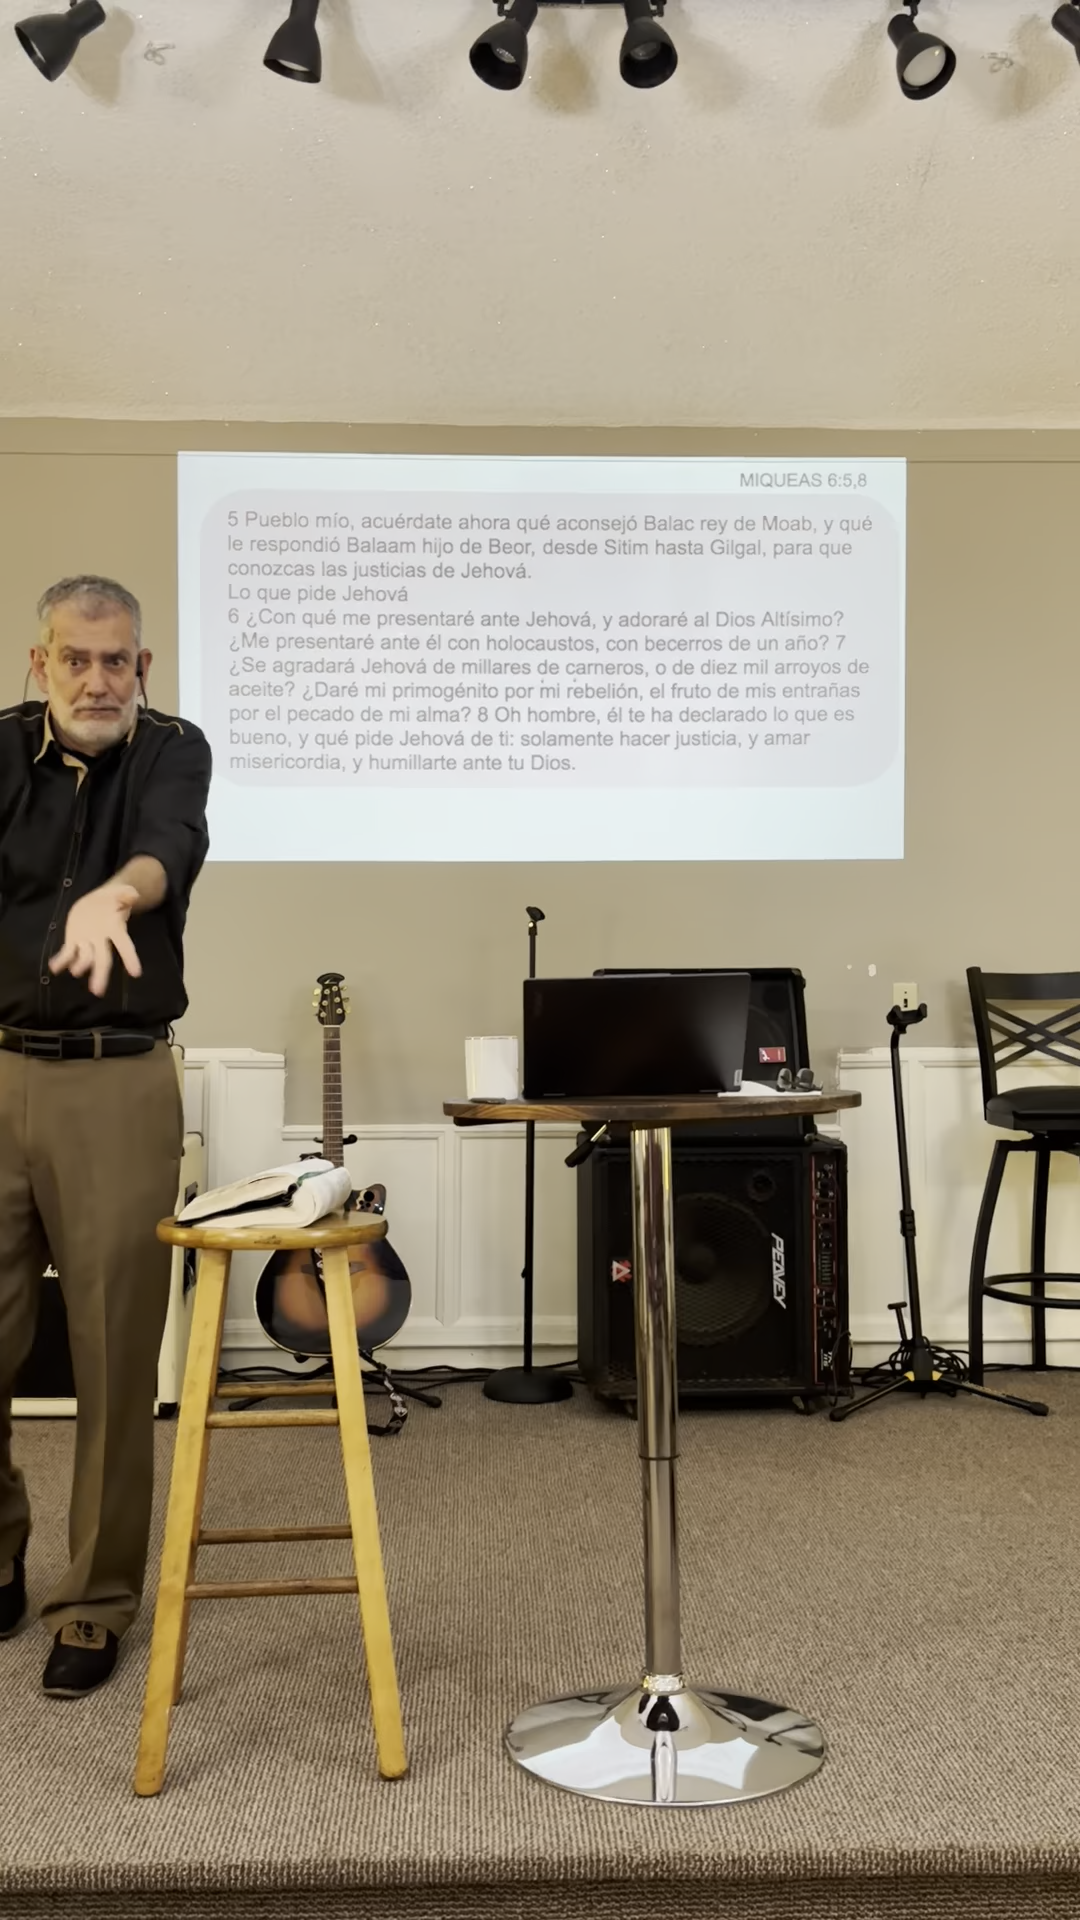 MIQUEAS 6:5,8
5 Pueblo mío, acuérdate ahora qué aconsejó Balac rey de Moab, y qué
le respondió Balaam hijo de Beor, desde Sitim hasta Gilgal, para que
conozcas las justicias de Jehová.
Lo que pide Jehová
6 ¿Con qué me presentaré ante Jehová, y adoraré al Dios Altísimo?
¿Me presentaré ante él con holocaustos, con becerros de un año? 7
¿Se agradará Jehová de millares de carneros, o de diez mil arroyos de
aceite? ¿Daré mi primogénito por mi rebelión, el fruto de mis entrañas
por el pecado de mi alma? 8 Oh hombre, él te ha declarado lo que es
bueno, y qué pide Jehová de ti: solamente hacer justicia, y amar
misericordia, y humillarte ante tu Dios.
PEAVEY